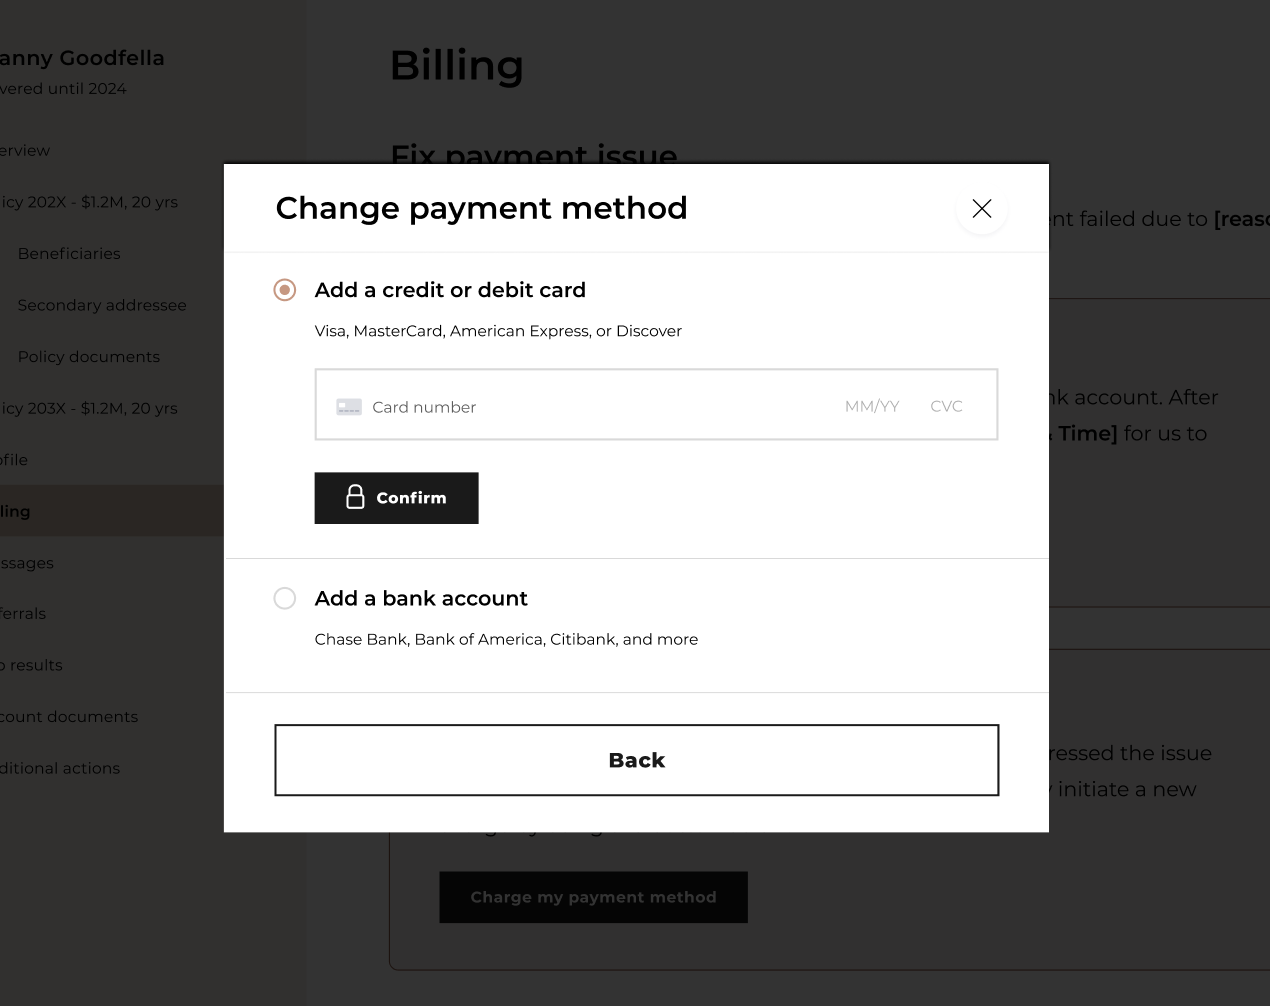 anny Goodfella
vered until 2024
erview
icy 202X - $1.2M, 20 yrs
Beneficiaries
Secondary addressee
Policy documents
icy 203X - $1.2M, 20 yrs
ofile
ling
ssages
ferrals
o results
count documents
ditional actions
Billing
Fix payment issue
nt failed due to [reaso
nk account. After
& Time] for us to
ressed the issue
y initiate a new
Charge my payment method
Change payment method
Add a credit or debit card
Visa, MasterCard, American Express, or Discover
Card number MM/YY CVC
Confirm
Add a bank account
Chase Bank, Bank of America, Citibank, and more
Back